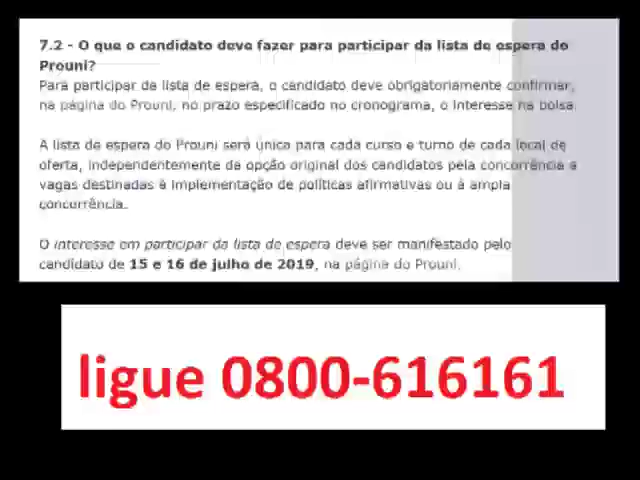 7.2 - O que o candidato deve fazer para participar da lista de espera do
Prouni?
Para participar da lista de espera, o candidato deve obrigatoriamente confirmar,
na página do Prouni, no prazo especificado no cronograma, o interesse na bolsa.
A lista de espera do Prouni será única para cada curso e turno de cada local de
oferta, independentemente da opção original dos candidatos pela concorrência a
vagas destinadas à implementação de políticas afirmativas ou à ampla
concorrência.
O interesse em participar da lista de espera deve ser manifestado pelo
candidato de 15 e 16 de julho de 2019, na página do Prouni.
ligue 0800-616161